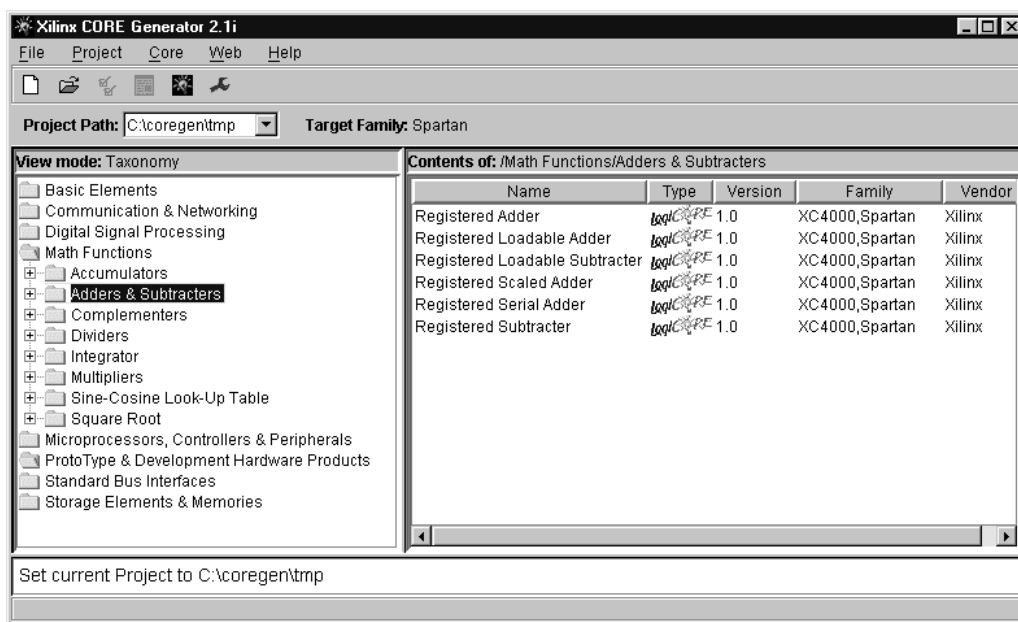 Xilinx CORE Generator 2.1i
File Project Core Web Help
Project Path: C:\coregen\tmp Target Family: Spartan
View mode: Taxonomy
Basic Elements
Communication & Networking
Digital Signal Processing
Math Functions
Accumulators
Adders & Subtracters
Complementers
Dividers
Integrator
Multipliers
Sine-Cosine Look-Up Table
Square Root
Microprocessors, Controllers & Peripherals
ProtoType & Development Hardware Products
Standard Bus Interfaces
Storage Elements & Memories
Contents of: /Math Functions/Adders & Subtracters
Name Type Version Family Vendor
Registered Adder logiCORE 1.0 XC4000,Spartan Xilinx
Registered Loadable Adder logiCORE 1.0 XC4000,Spartan Xilinx
Registered Loadable Subtracter logiCORE 1.0 XC4000,Spartan Xilinx
Registered Scaled Adder logiCORE 1.0 XC4000,Spartan Xilinx
Registered Serial Adder logiCORE 1.0 XC4000,Spartan Xilinx
Registered Subtracter logiCORE 1.0 XC4000,Spartan Xilinx
Set current Project to C:\coregen\tmp